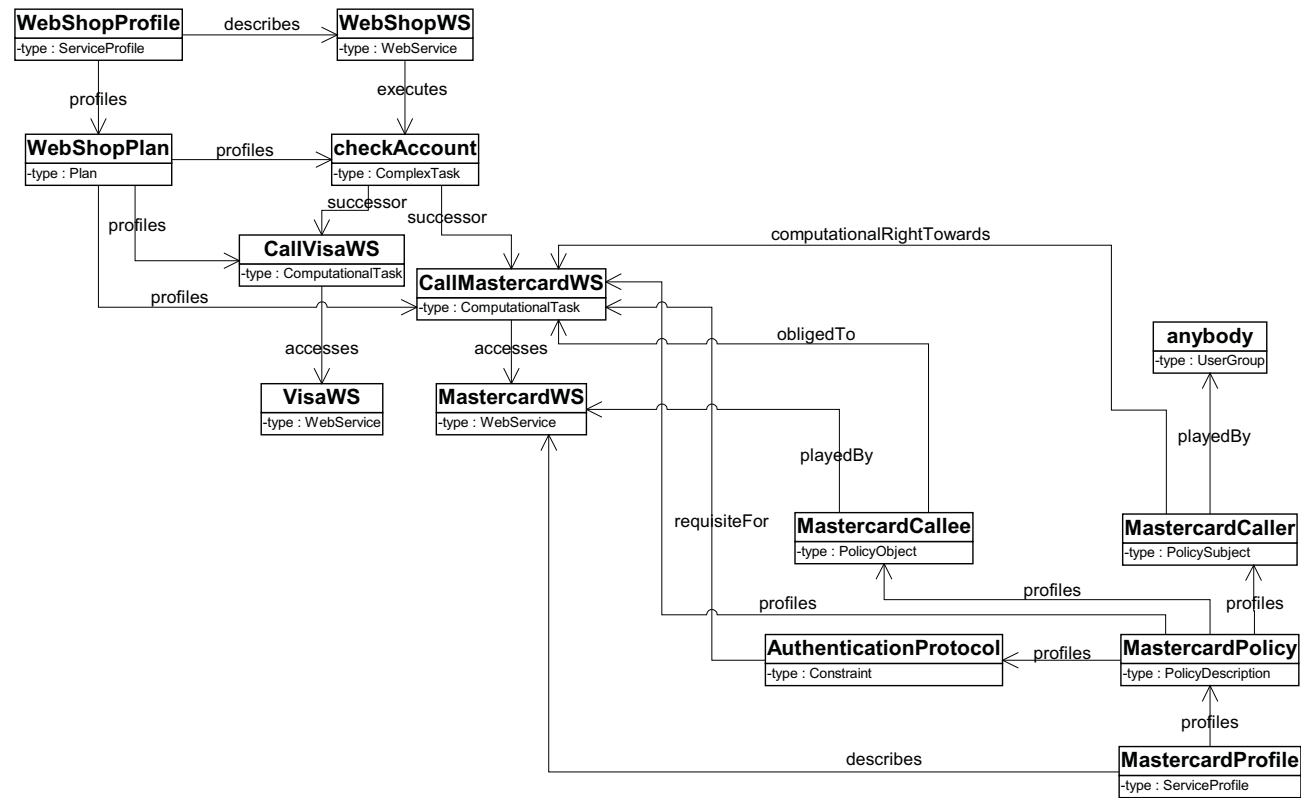 WebShopProfile
-type : ServiceProfile
describes
WebShopWS
-type : WebService
profiles
executes
WebShopPlan
-type : Plan
profiles
checkAccount
-type : ComplexTask
successor
successor
profiles
computationalRightTowards
CallVisaWS
-type : ComputationalTask
CallMastercardWS
-type : ComputationalTask
profiles
obligedTo
anybody
-type : UserGroup
accesses
accesses
VisaWS
-type : WebService
MastercardWS
-type : WebService
playedBy
playedBy
requisiteFor
MastercardCallee
-type : PolicyObject
MastercardCaller
-type : PolicySubject
profiles
profiles
profiles
AuthenticationProtocol
-type : Constraint
profiles
MastercardPolicy
-type : PolicyDescription
profiles
describes
MastercardProfile
-type : ServiceProfile